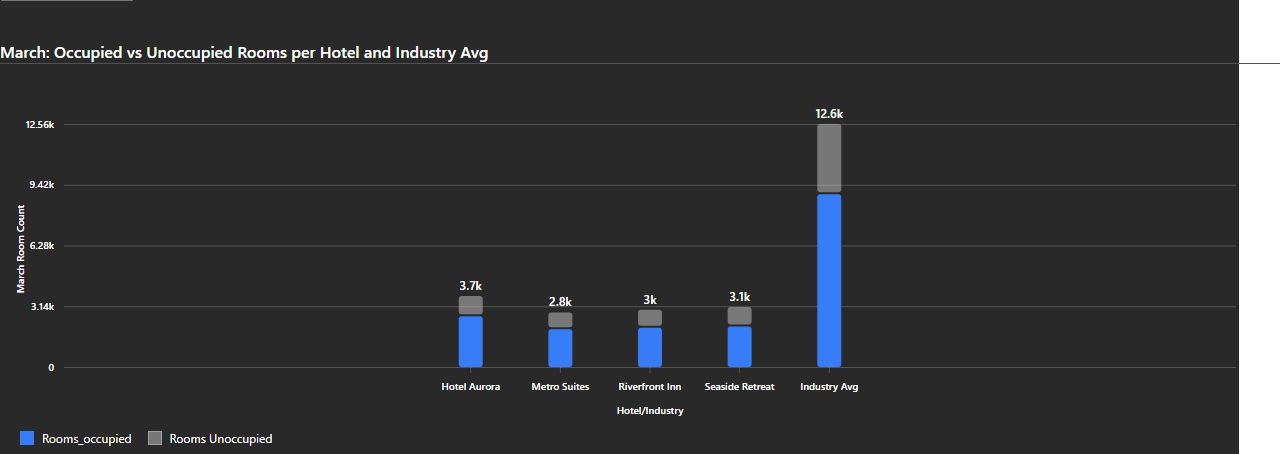 March: Occupied vs Unoccupied Rooms per Hotel and Industry Avg
12.6k
12.56k
9.42k
March Room Count
6.28k
3.7k
2.8k
3k
3.1k
3.14k
0
Hotel Aurora
Metro Suites
Riverfront Inn
Seaside Retreat
Industry Avg
Hotel/Industry
Rooms_occupied
Rooms Unoccupied